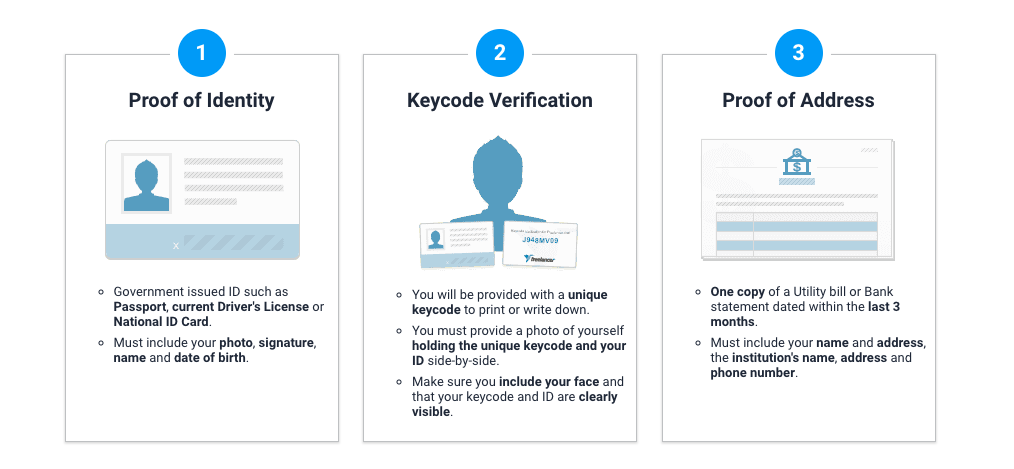 1
Proof of Identity
x
Government issued ID such as
Passport, current Driver's License or
National ID Card.
Must include your photo, signature,
name and date of birth.
2
Keycode Verification
J948MV09
freelancer
You will be provided with a unique
keycode to print or write down.
You must provide a photo of yourself
holding the unique keycode and your
ID side-by-side.
Make sure you include your face and
that your keycode and ID are clearly
visible.
3
Proof of Address
$
One copy of a Utility bill or Bank
statement dated within the last 3
months.
Must include your name and address,
the institution's name, address and
phone number.